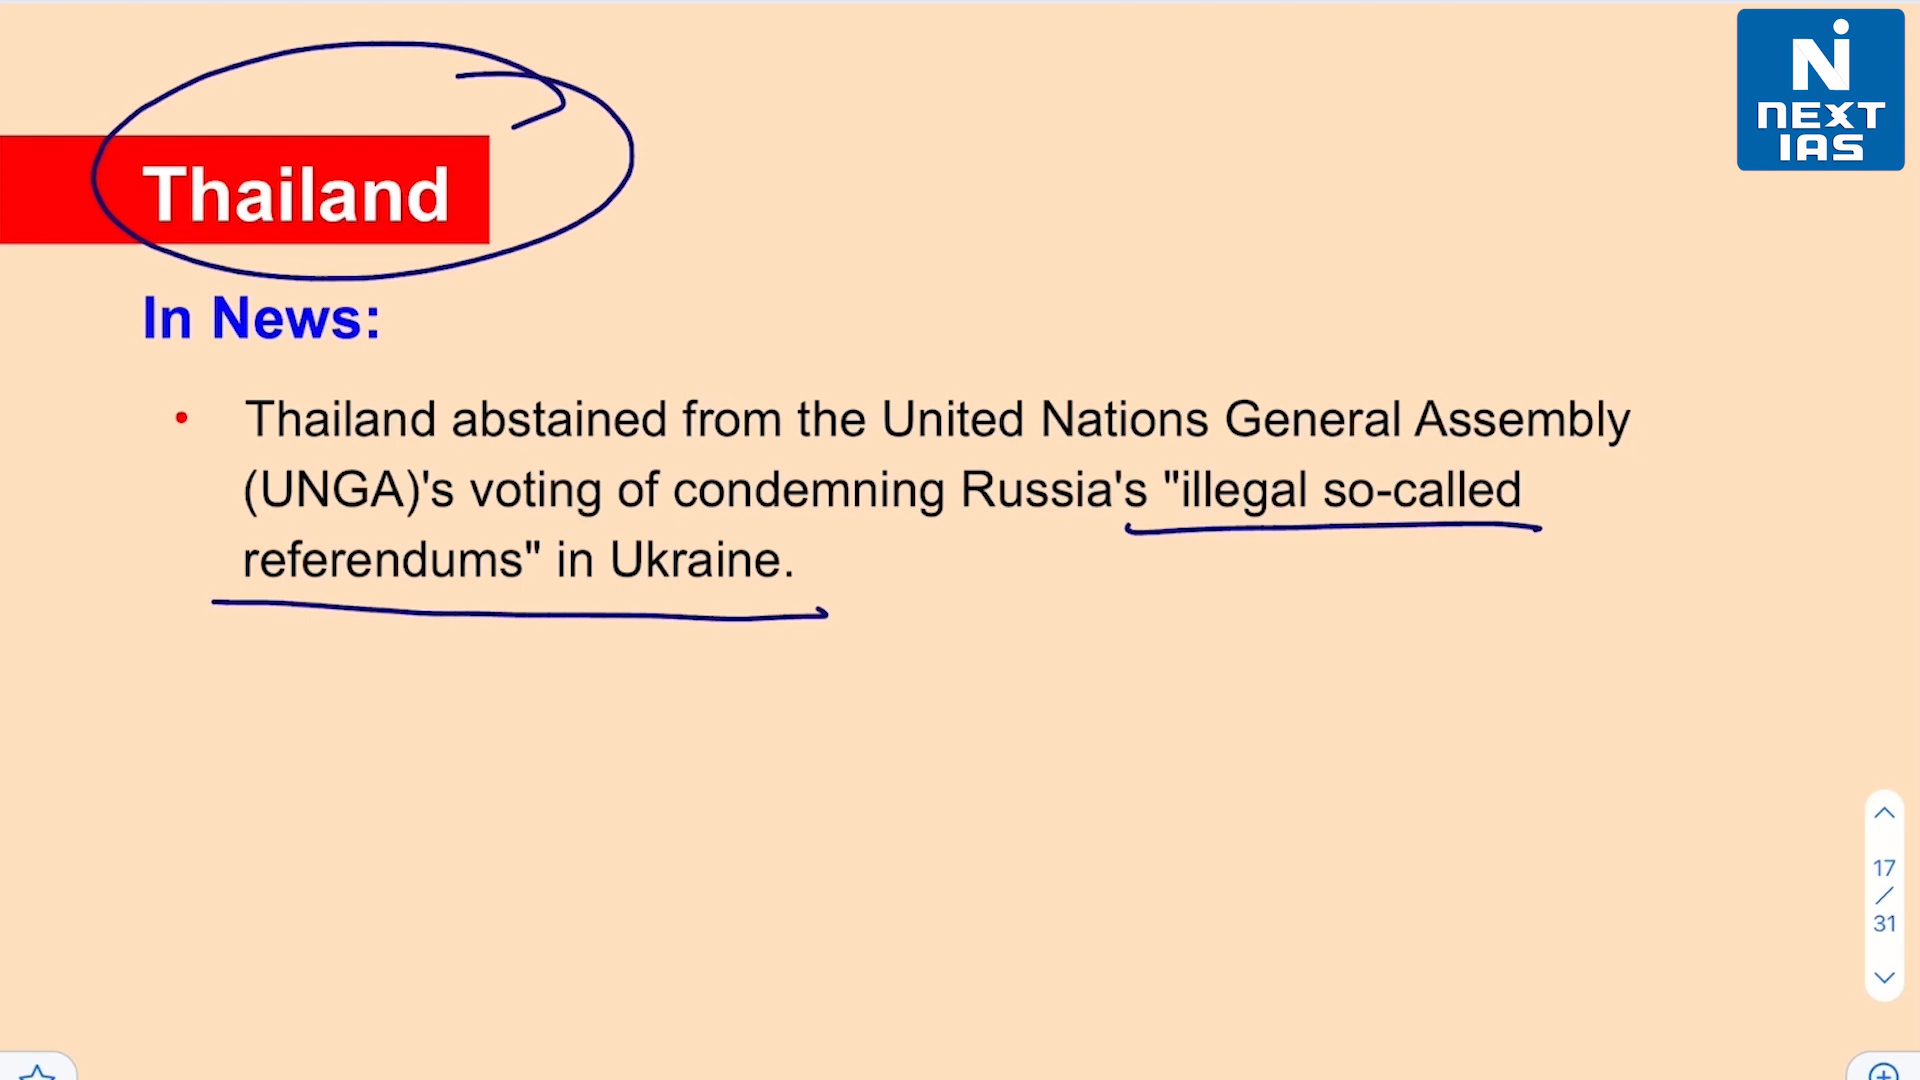 NEXT
IAS
Thailand
In News:
• Thailand abstained from the United Nations General Assembly
(UNGA)'s voting of condemning Russia's "illegal so-called
referendums" in Ukraine.
17
/
31